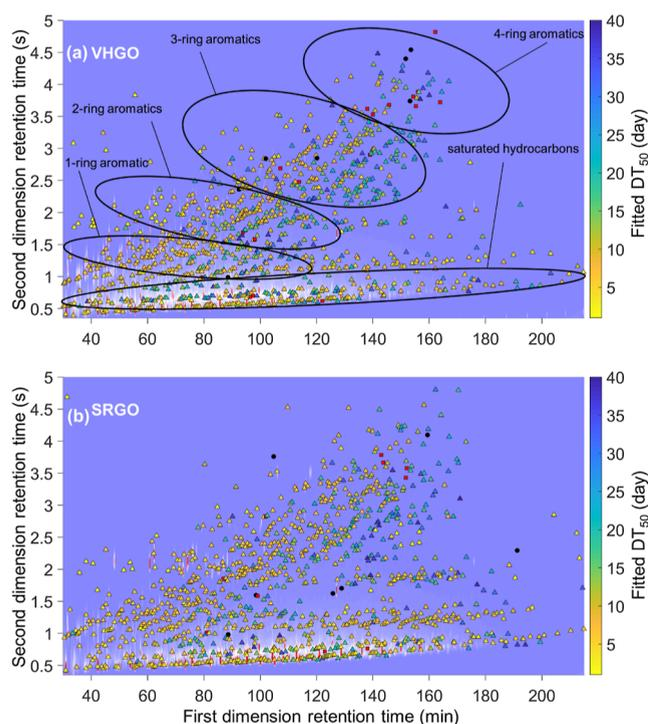 (a) VHGO
3-ring aromatics
4-ring aromatics
2-ring aromatics
1-ring aromatic
saturated hydrocarbons
Second dimension retention time (s)
5
4.5
4
3.5
3
2.5
2
1.5
1
0.5
40 60 80 100 120 140 160 180 200
40
35
30
25
20
15
10
5
Fitted DT50 (day)
(b) SRGO
Second dimension retention time (s)
5
4.5
4
3.5
3
2.5
2
1.5
1
0.5
40 60 80 100 120 140 160 180 200
First dimension retention time (min)
40
35
30
25
20
15
10
5
Fitted DT50 (day)